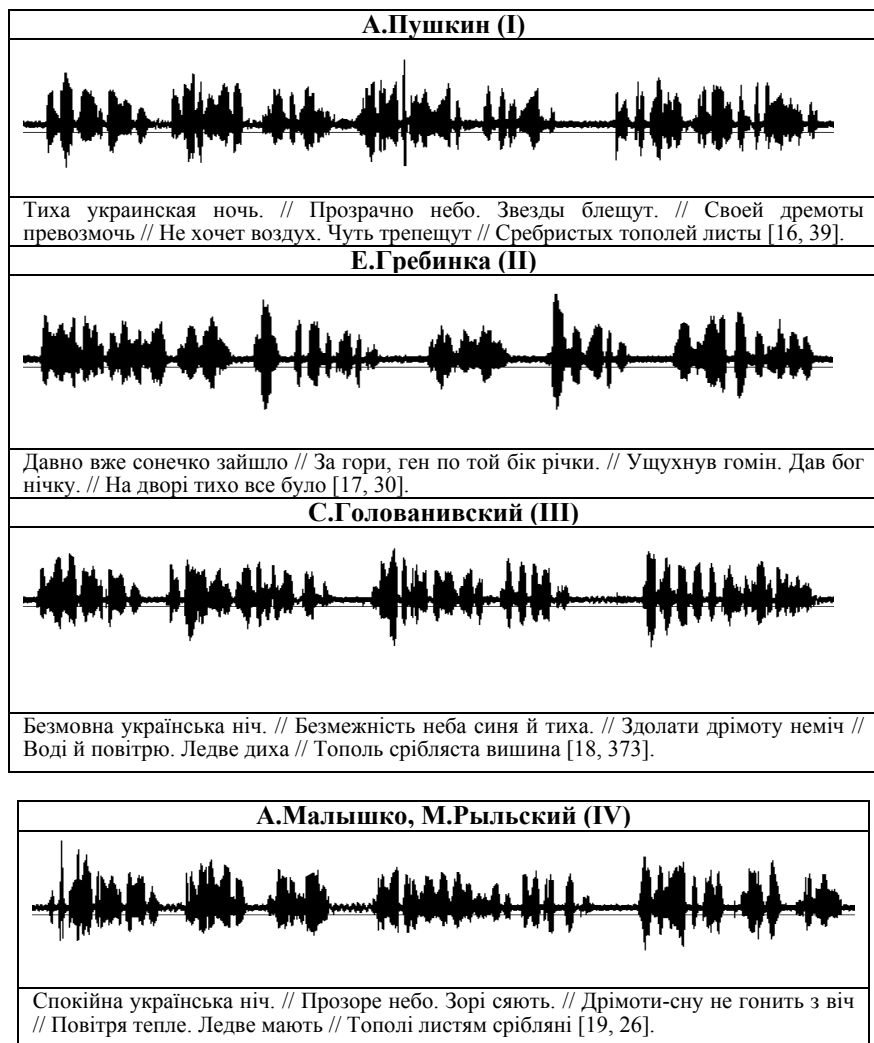 А.Пушкин (I)
Тиха украинская ночь. // Прозрачно небо. Звезды блещут. // Своей дремоты
превозмочь // Не хочет воздух. Чуть трепещут // Сребристых тополей листы [16, 39].
Е.Гребинка (II)
Давно вже сонечко зайшло // За гори, ген по той бік річки. // Ущухнув гомін. Дав бог
нічку. // На дворі тихо все було [17, 30].
С.Голованивский (III)
Безмовна українська ніч. // Безмежність неба синя й тиха. // Здолати дрімоту неміч //
Воді й повітрю. Ледве диха // Тополь срібляста вишина [18, 373].
А.Малышко, М.Рыльский (IV)
Спокійна українська ніч. // Прозоре небо. Зорі сяють. // Дрімоти-сну не гонить з віч
// Повітря тепле. Ледве мають // Тополі листям срібляні [19, 26].